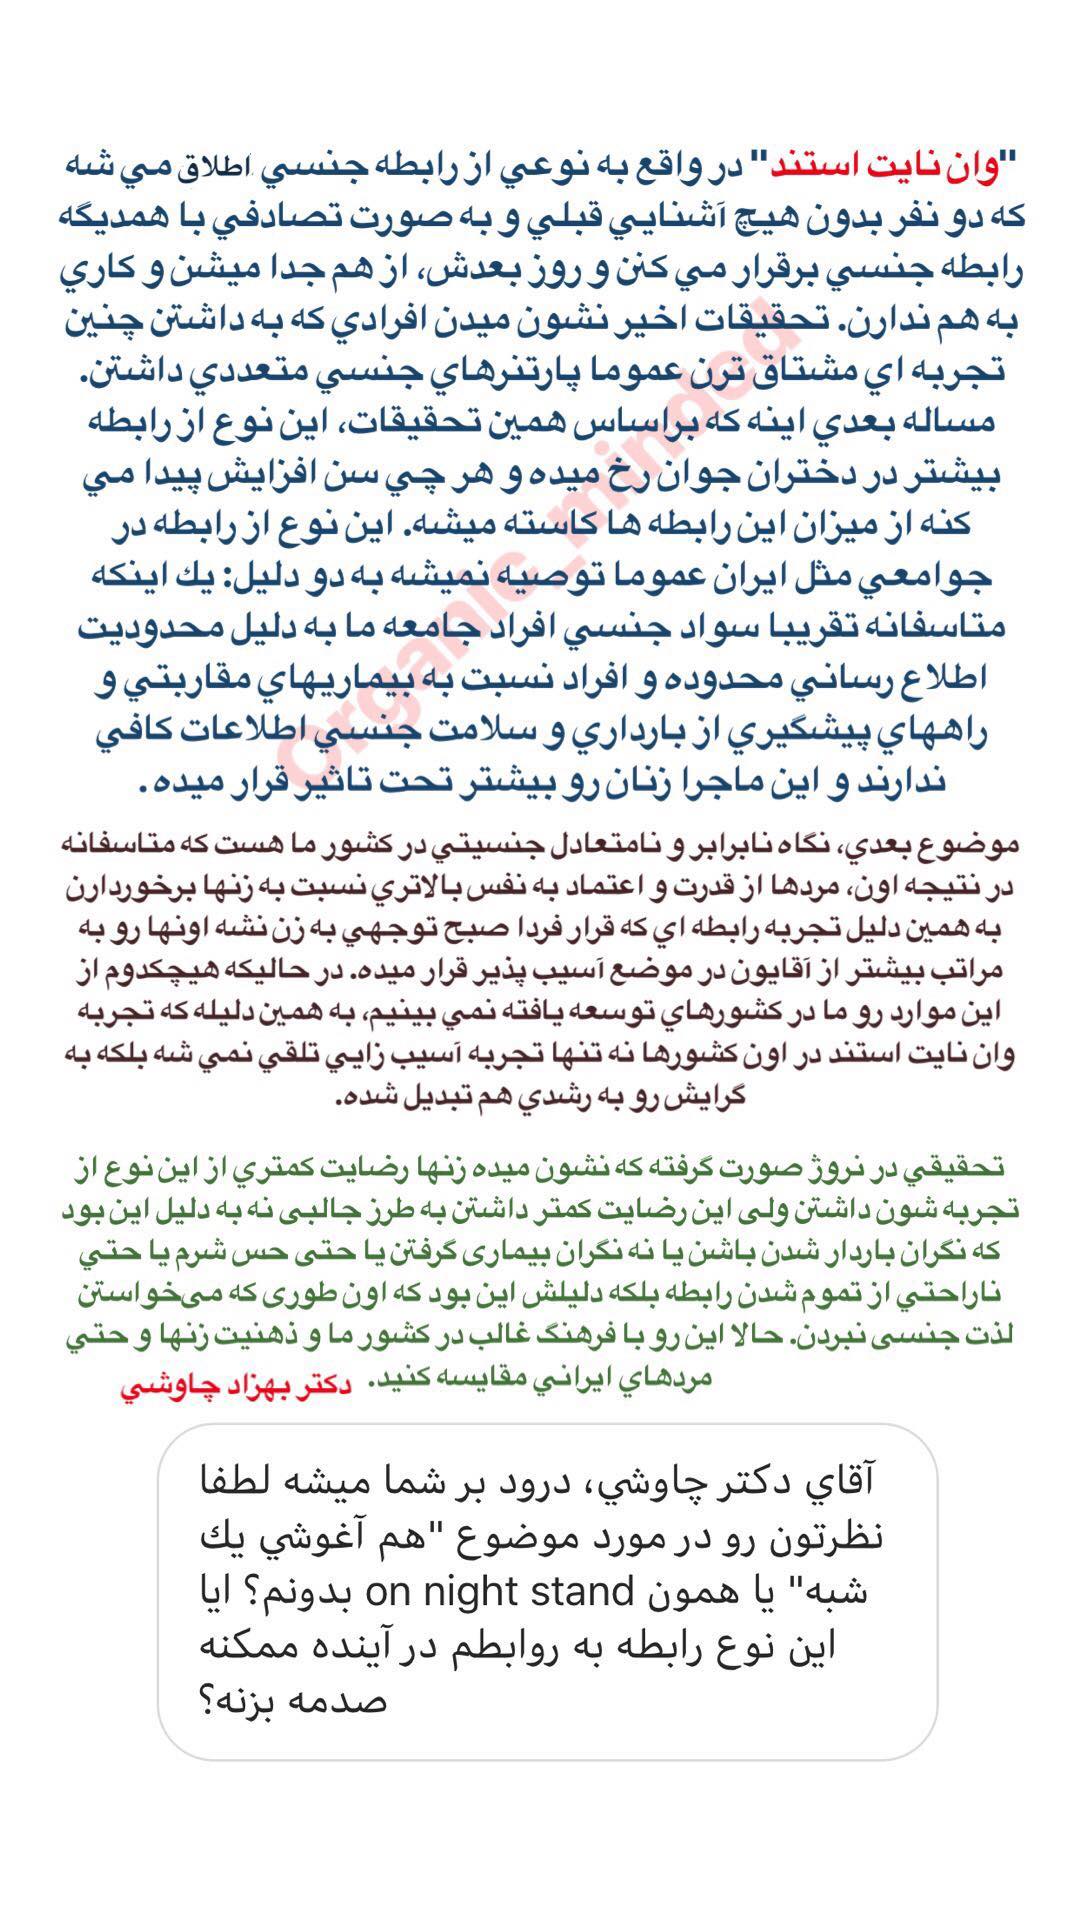 "وان نايت استند" در واقع به نوعي از رابطه جنسي اطلاق مي شه
كه دو نفر بدون هيچ آشنايي قبلي و به صورت تصادفي با همديگه
رابطه جنسي برقرار مي كنن و روز بعدش، از هم جدا ميشن و كاري
به هم ندارن. تحقيقات اخير نشون ميدن افرادي كه به داشتن چنين
تجربه اي مشتاق ترن عموما پارتنرهاي جنسي متعددي داشتن.
مساله بعدي اينه كه براساس همين تحقيقات، اين نوع از رابطه
بيشتر در دختران جوان رخ ميده و هر چي سن افزايش پيدا مي
كنه از ميزان اين رابطه ها كاسته ميشه. اين نوع از رابطه در
جوامعي مثل ايران عموما توصيه نميشه به دو دليل: يك اينكه
متاسفانه تقريبا سواد جنسي افراد جامعه ما به دليل محدوديت
اطلاع رساني محدوده و افراد نسبت به بيماريهاي مقاربتي و
راههاي پيشگيري از بارداري و سلامت جنسي اطلاعات كافي
ندارند و اين ماجرا زنان رو بيشتر تحت تاثير قرار ميده.
Organic_minded
موضوع بعدي، نگاه نابرابر و نامتعادل جنسيتي در كشور ما هست كه متاسفانه
در نتيجه اون، مردها از قدرت و اعتماد به نفس بالاتري نسبت به زنها برخوردارن
به همين دليل تجربه رابطه اي كه قرار فردا صبح توجهي به زن نشه اونها رو به
مراتب بيشتر از آقايون در موضع آسيب پذير قرار ميده. در حاليكه هيچكدوم از
اين موارد رو ما در كشورهاي توسعه يافته نمي بينيم، به همين دليله كه تجربه
وان نايت استند در اون كشورها نه تنها تجربه آسيب زايي تلقي نمي شه بلكه به
گرايش رو به رشدي هم تبديل شده.
تحقيقي در نروژ صورت گرفته كه نشون ميده زنها رضايت كمتري از اين نوع از
تجربه شون داشتن ولی اين رضايت كمتر داشتن به طرز جالبی نه به دليل اين بود
كه نگران باردار شدن باشن يا نه نگران بيماری گرفتن يا حتی حس شرم يا حتي
ناراحتي از تموم شدن رابطه بلكه دليلش اين بود كه اون طوری كه می‌خواستن
لذت جنسی نبردن. حالا اين رو با فرهنگ غالب در كشور ما و ذهنيت زنها و حتي
مردهاي ايراني مقايسه كنيد. دكتر بهزاد چاوشي
آقاي دكتر چاوشي، درود بر شما ميشه لطفا
نظرتون رو در مورد موضوع "هم آغوشي يك
شبه" يا همون on night stand بدونم؟ ايا
اين نوع رابطه به روابطم در آينده ممكنه
صدمه بزنه؟